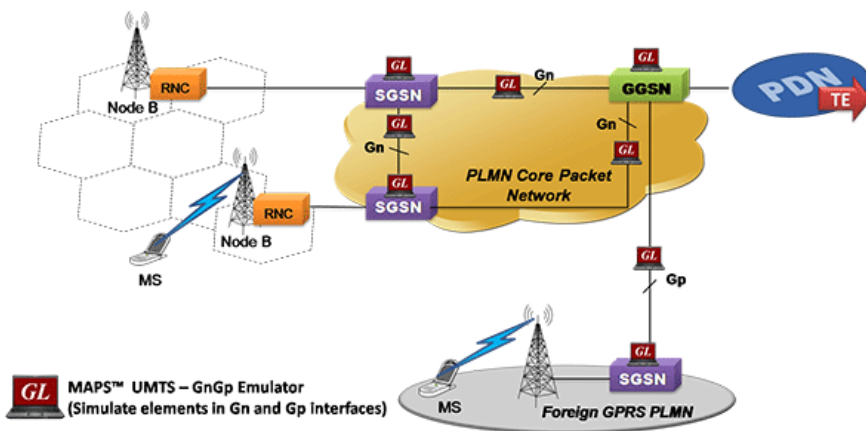 GL
GL
RNC
Node B
SGSN
GL
Gn
GGSN
PDN
TE
GL
Gn
Gn
GL
GL
PLMN Core Packet
Network
RNC
SGSN
Node B
MS
GL
Gp
GL
SGSN
MS
Foreign GPRS PLMN
GL
MAPS™ UMTS – GnGp Emulator
(Simulate elements in Gn and Gp interfaces)